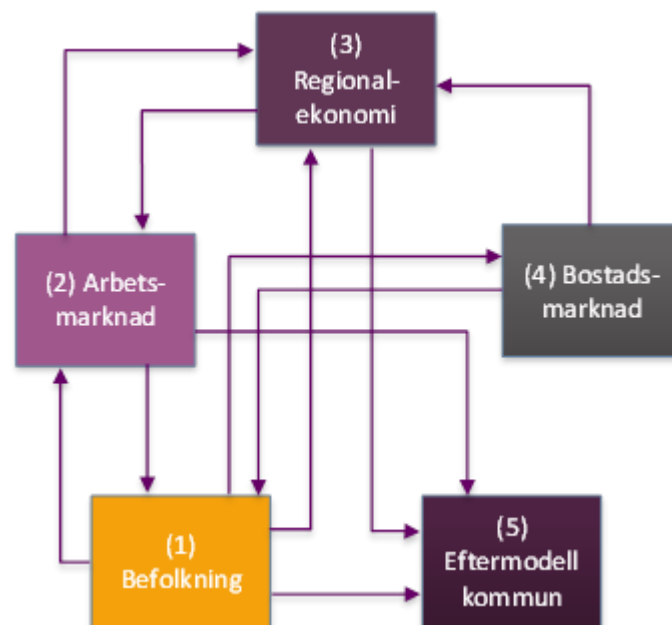 (3)
Regional-
ekonomi
(2) Arbets-
marknad
(4) Bostads-
marknad
(1)
Befolkning
(5)
Eftermodell
kommun